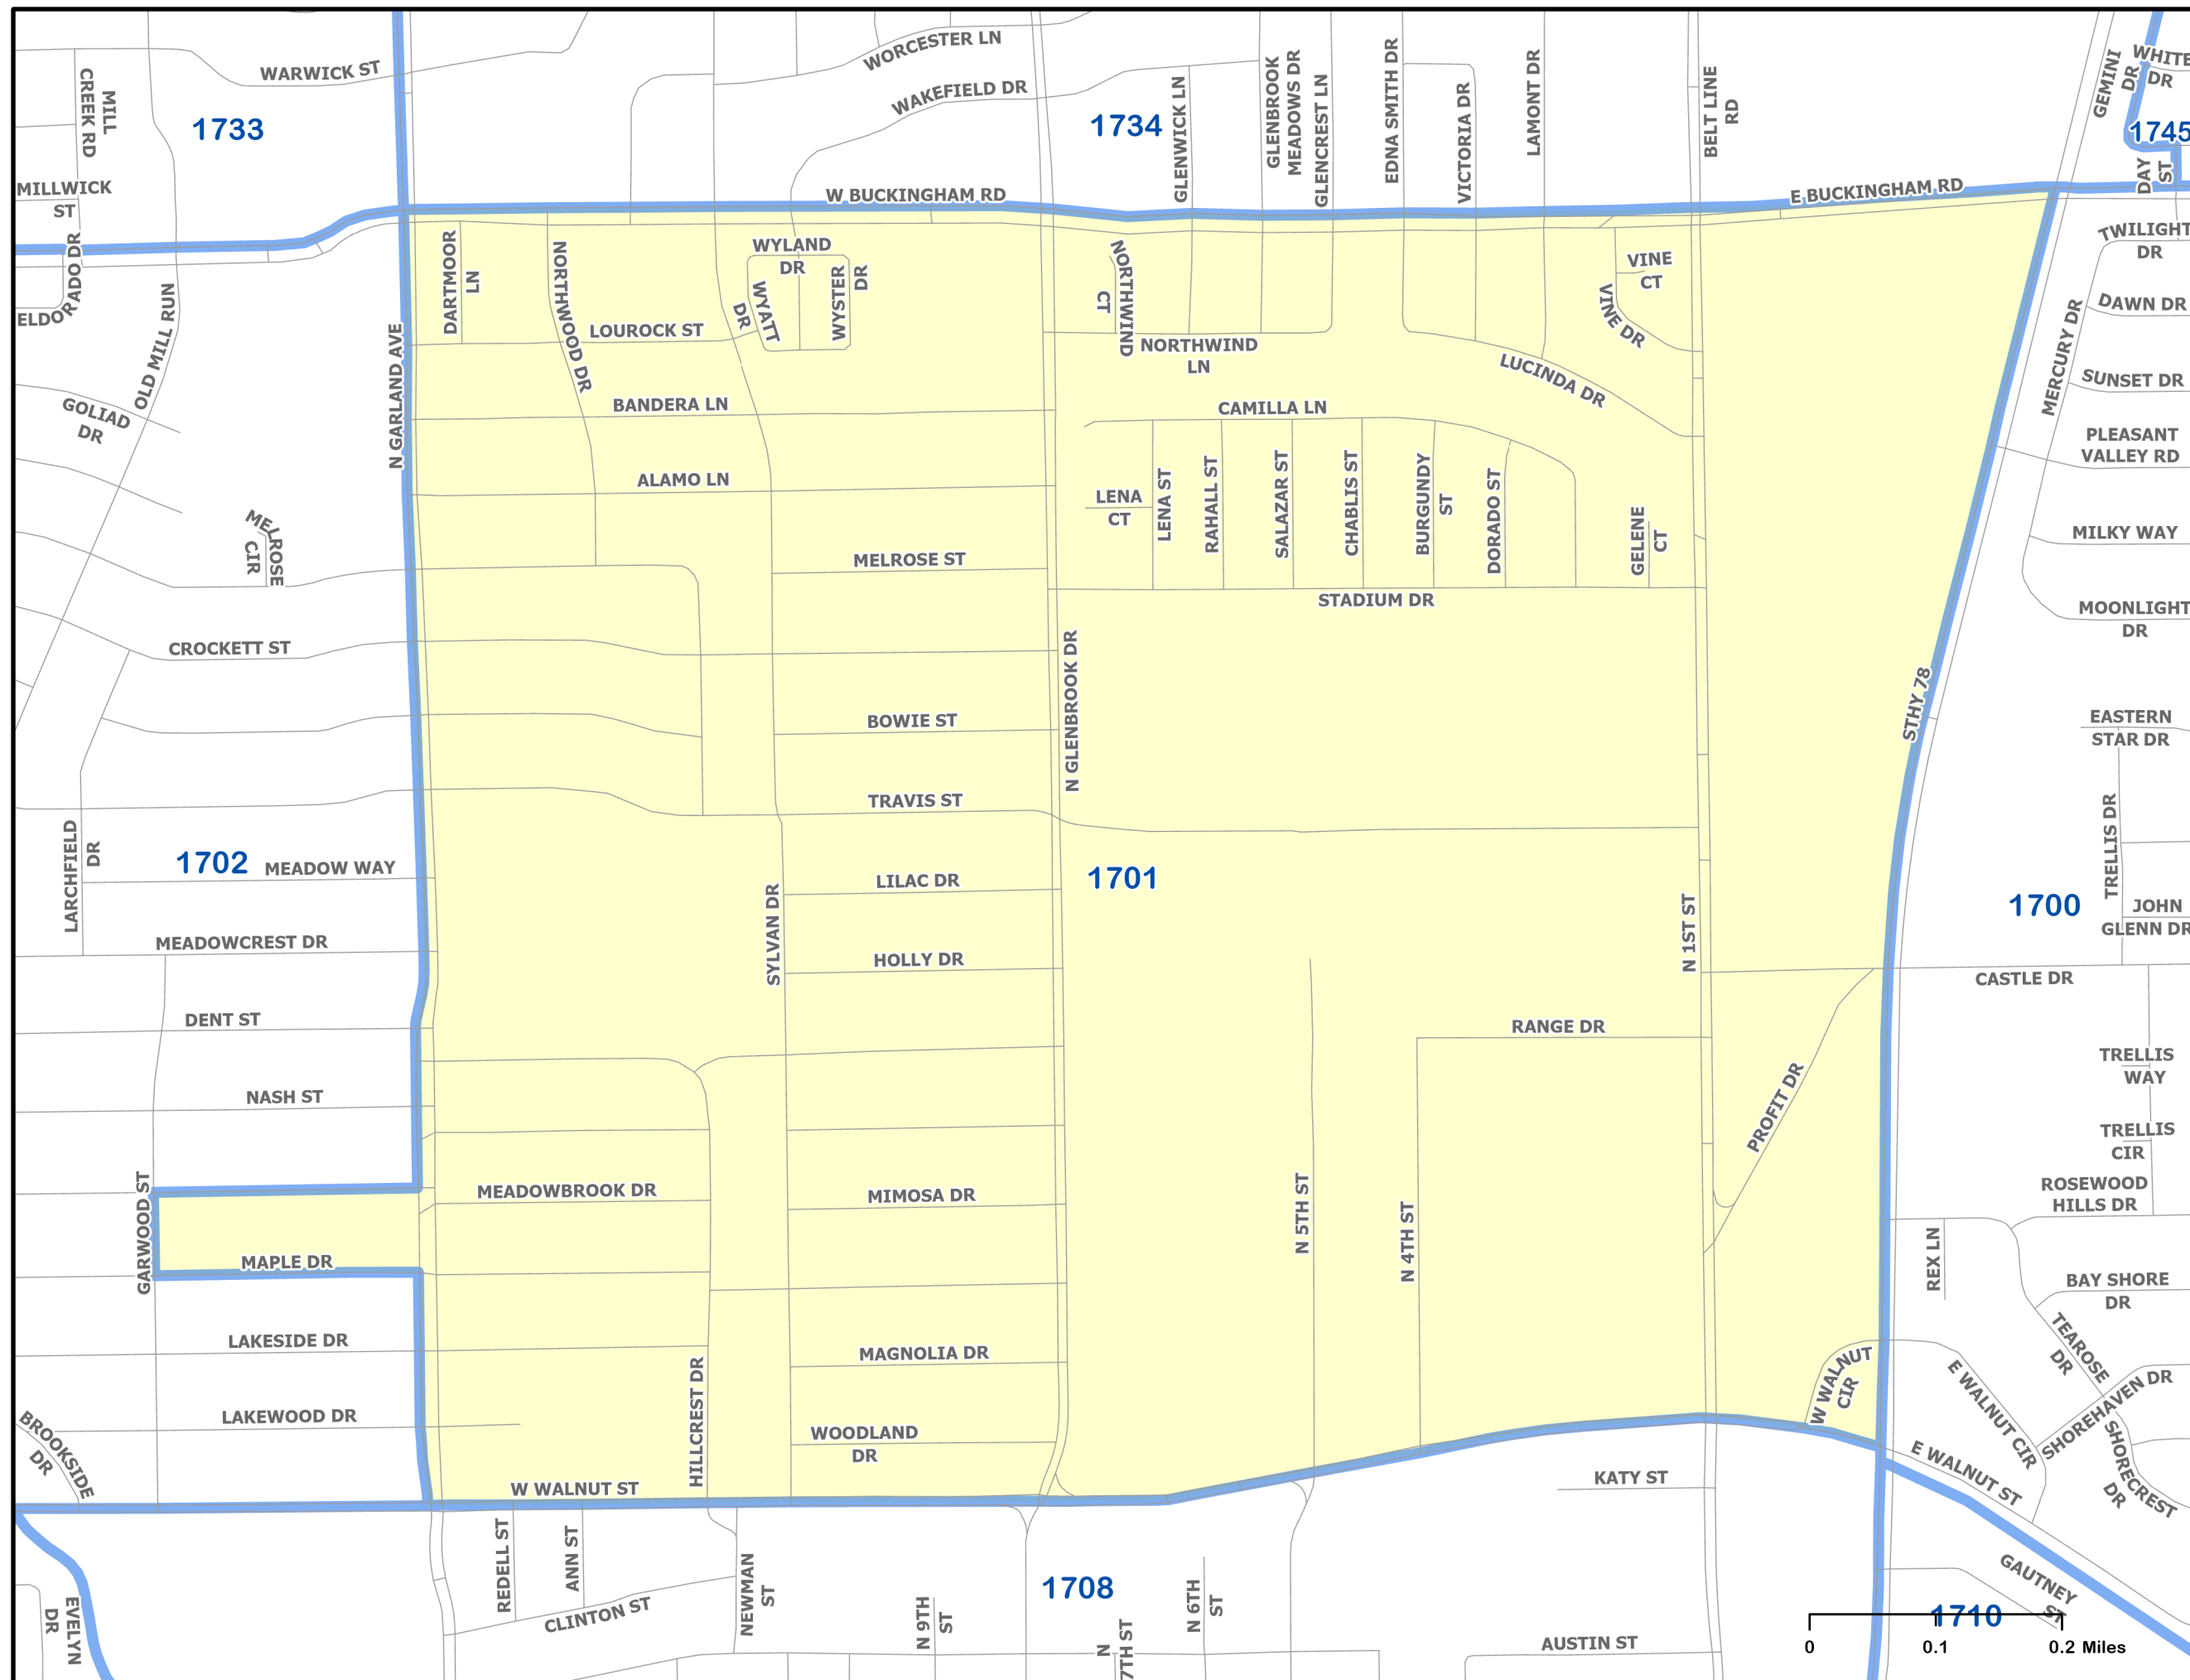 WORCESTER LN
WARWICK ST
WAKEFIELD DR
MILL
CREEK RD
1733
1734
GLENWICK LN
GLENBROOK
MEADOWS DR
GLENCREST LN
EDNA SMITH DR
VICTORIA DR
LAMONT DR
BELT LINE
RD
GEMINI
DR
WHITE
DR
1745
DAY
ST
MILLWICK
ST
W BUCKINGHAM RD
E BUCKINGHAM RD
ELDORADO DR
OLD MILL RUN
DARTMOOR
LN
NORTHWOOD DR
WYLAND
DR
WYATT
DR
WYSTER
DR
LOUROCK ST
NORTHWIND
CT
NORTHWIND
LN
VINE
CT
VINE DR
LUCINDA DR
TWILIGHT
DR
DAWN DR
MERCURY DR
SUNSET DR
PLEASANT
VALLEY RD
GOLIAD
DR
N GARLAND AVE
BANDERA LN
CAMILLA LN
ALAMO LN
LENA
CT
LENA ST
RAHALL ST
SALAZAR ST
CHABLIS ST
BURGUNDY
ST
DORADO ST
GELENE
CT
MILKY WAY
MELROSE
CIR
MELROSE ST
STADIUM DR
MOONLIGHT
DR
CROCKETT ST
N GLENBROOK DR
STHY 78
BOWIE ST
EASTERN
STAR DR
TRAVIS ST
TRELLIS DR
LARCHFIELD
DR
1702
MEADOW WAY
LILAC DR
1701
1700
JOHN
GLENN DR
SYLVAN DR
N 1ST ST
MEADOWCREST DR
HOLLY DR
CASTLE DR
DENT ST
RANGE DR
TRELLIS
WAY
NASH ST
PROFIT DR
TRELLIS
CIR
GARWOOD ST
MEADOWBROOK DR
MIMOSA DR
N 5TH ST
N 4TH ST
ROSEWOOD
HILLS DR
MAPLE DR
REX LN
BAY SHORE
DR
LAKESIDE DR
HILLCREST DR
MAGNOLIA DR
W WALNUT
CIR
E WALNUT CIR
TEAROSE
DR
SHOREHAVEN DR
LAKEWOOD DR
BROOKSIDE
DR
WOODLAND
DR
SHORECREST
DR
E WALNUT ST
W WALNUT ST
KATY ST
REDELL ST
ANN ST
NEWMAN
ST
1708
N 6TH
ST
GAUTNEY
ST
1710
EVELYN
DR
CLINTON ST
N 9TH
ST
N
7TH ST
AUSTIN ST
0 0.1 0.2 Miles